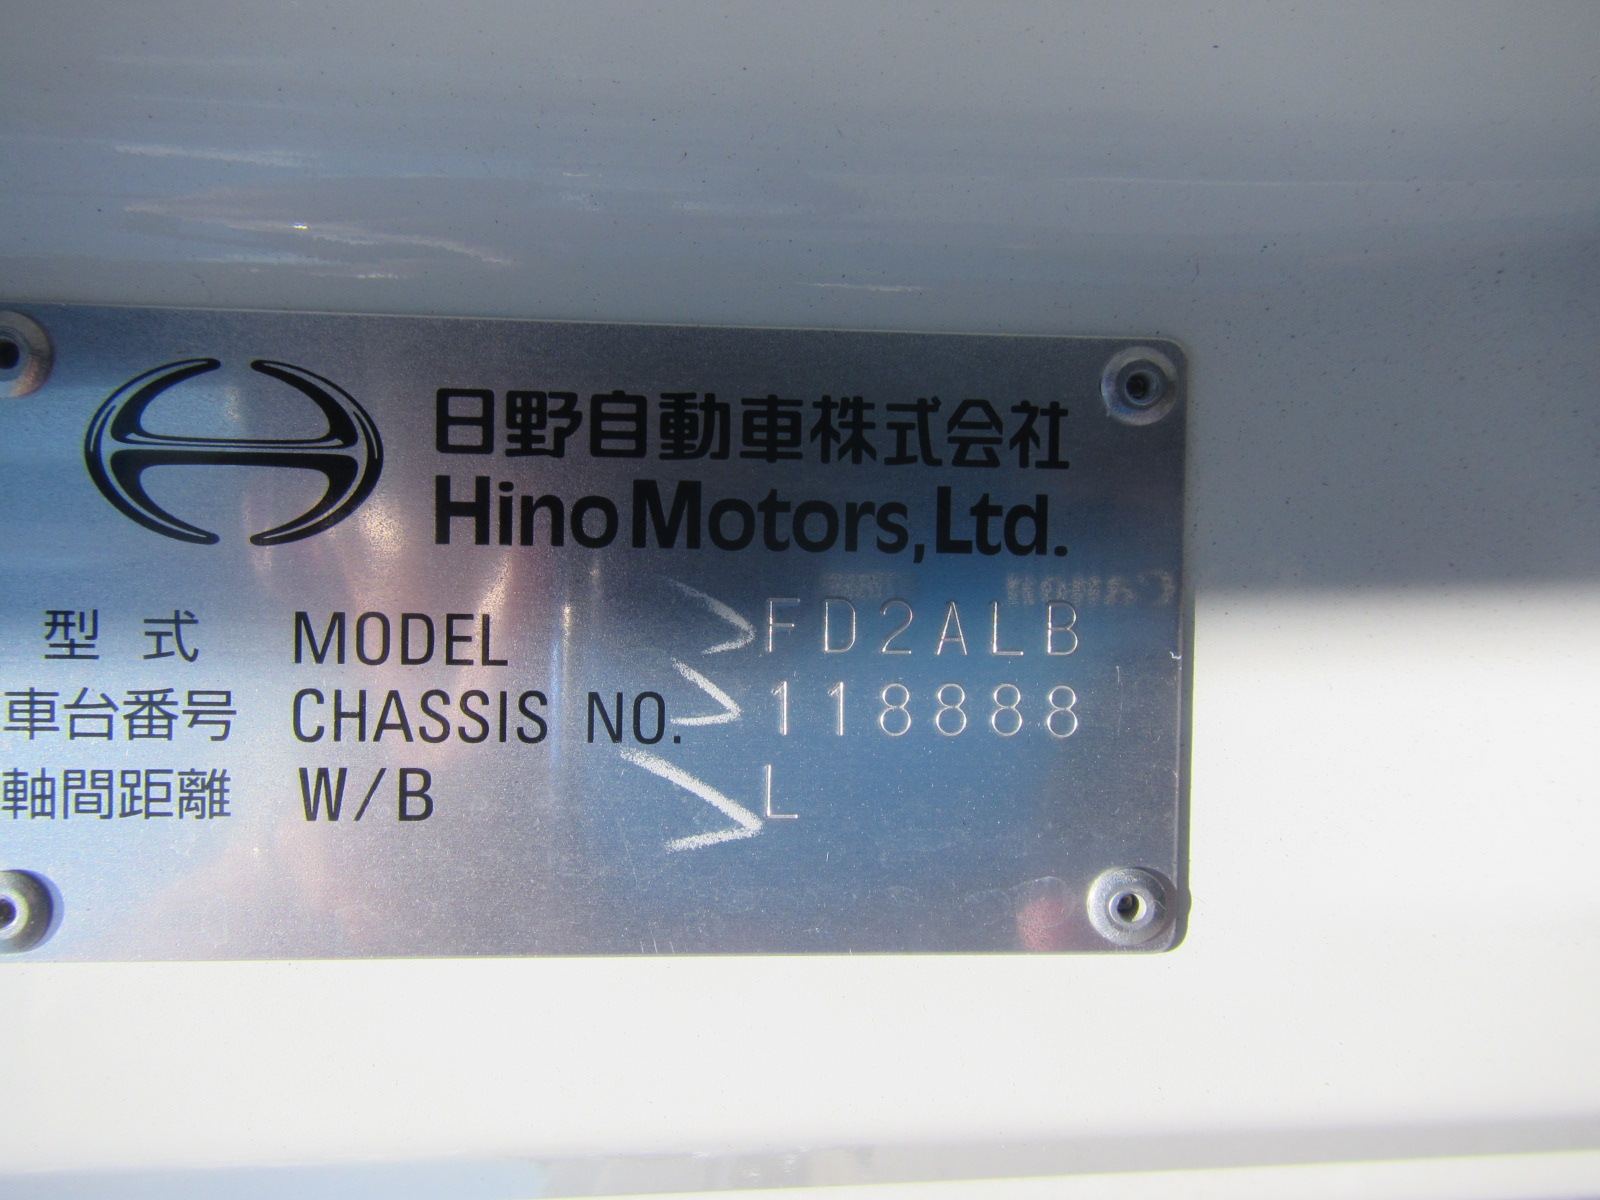 日野自動車株式会社
Hino Motors, Ltd.
型式 MODEL FD2ALB
車台番号 CHASSIS NO. 118888
軸間距離 W/B L
Canon